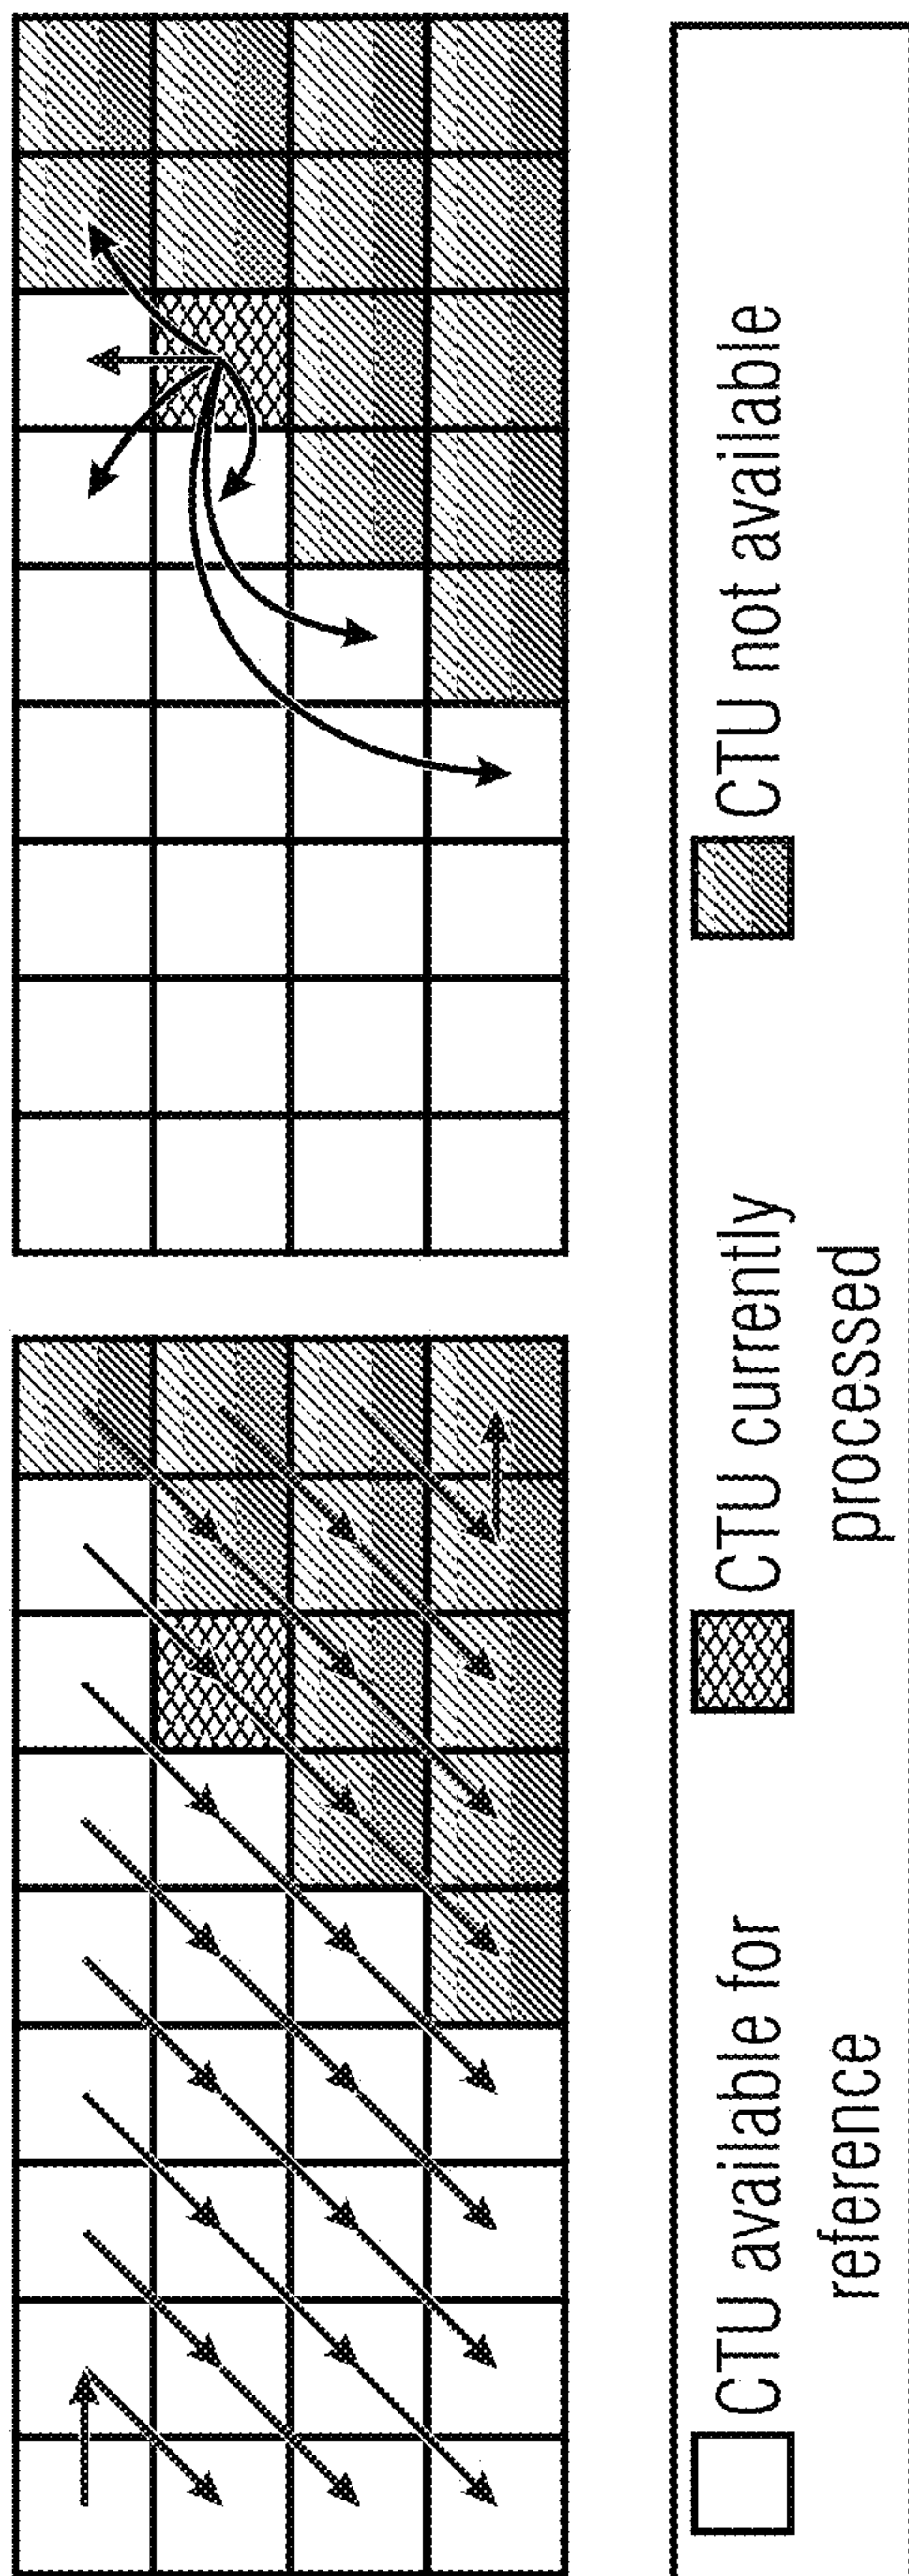 CTU available for
reference
CTU currently
processed
CTU not available